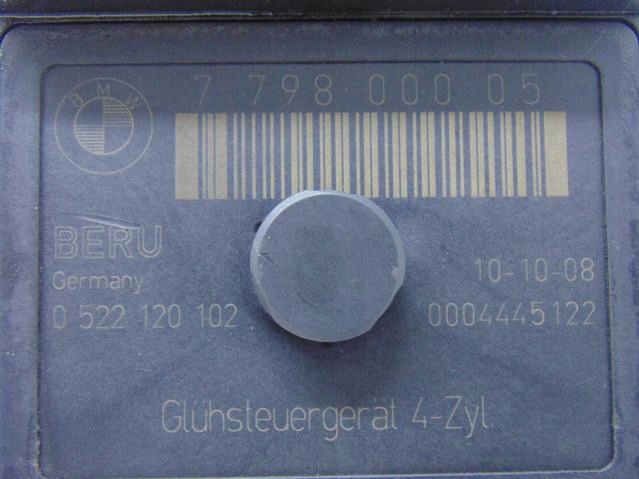 BMW
7 798 000 05
BERU
Germany
10-10-08
0 522 120 102
0004445122
Glühsteuergerät 4-Zyl.